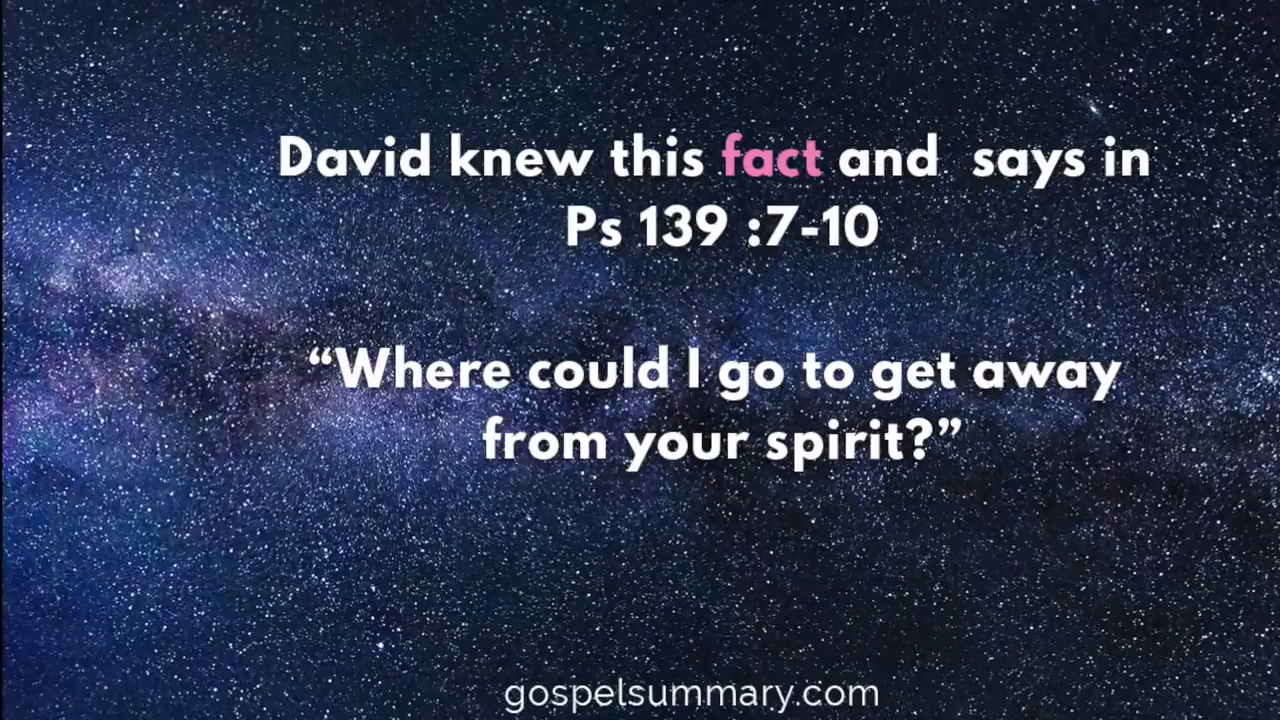 David knew this fact and  says in
Ps 139 :7-10
“Where could I go to get away
from your spirit?”
gospelsummary.com